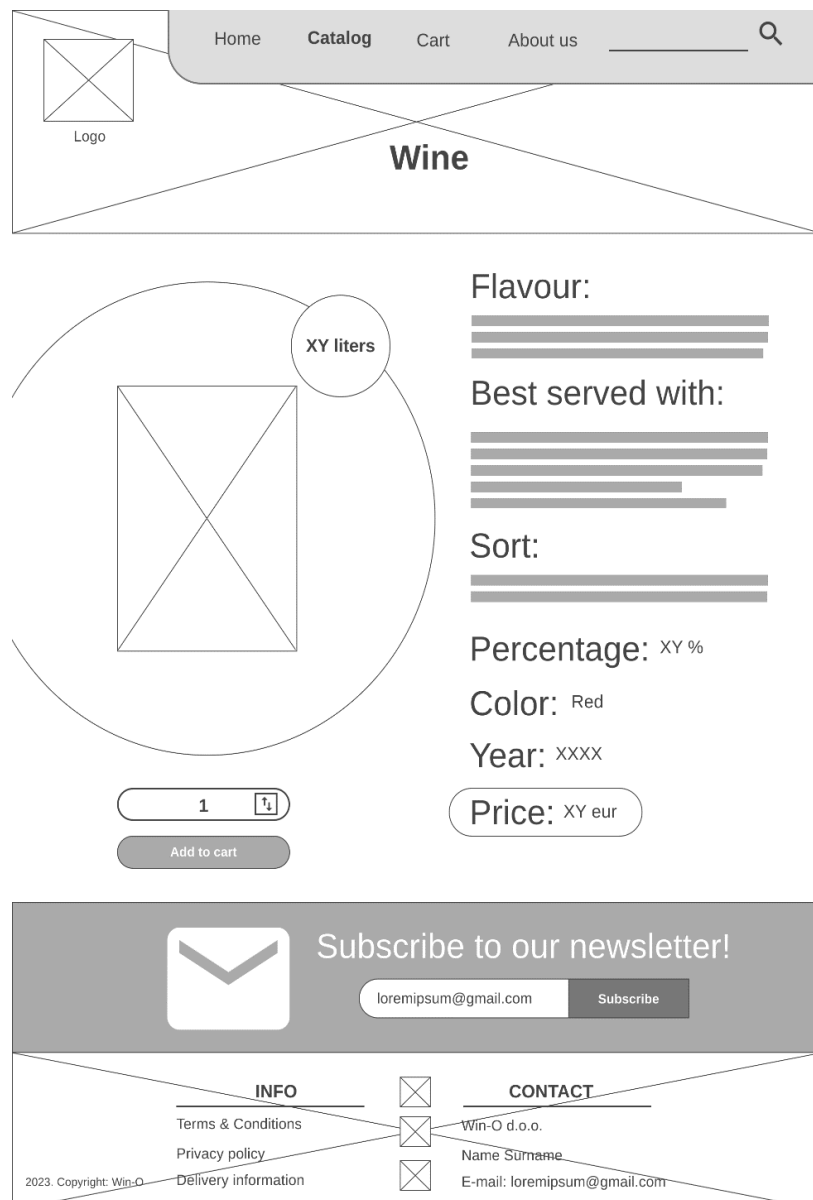 Home Catalog Cart About us
Logo
Wine
XY liters
Flavour:
Best served with:
Sort:
Percentage: XY %
Color: Red
Year: XXXX
Price: XY eur
1
Add to cart
Subscribe to our newsletter!
loremipsum@gmail.com Subscribe
INFO
Terms & Conditions
Privacy policy
Delivery information
CONTACT
Win-O d.o.o.
Name Surname
E-mail: loremipsum@gmail.com
2023. Copyright: Win-O